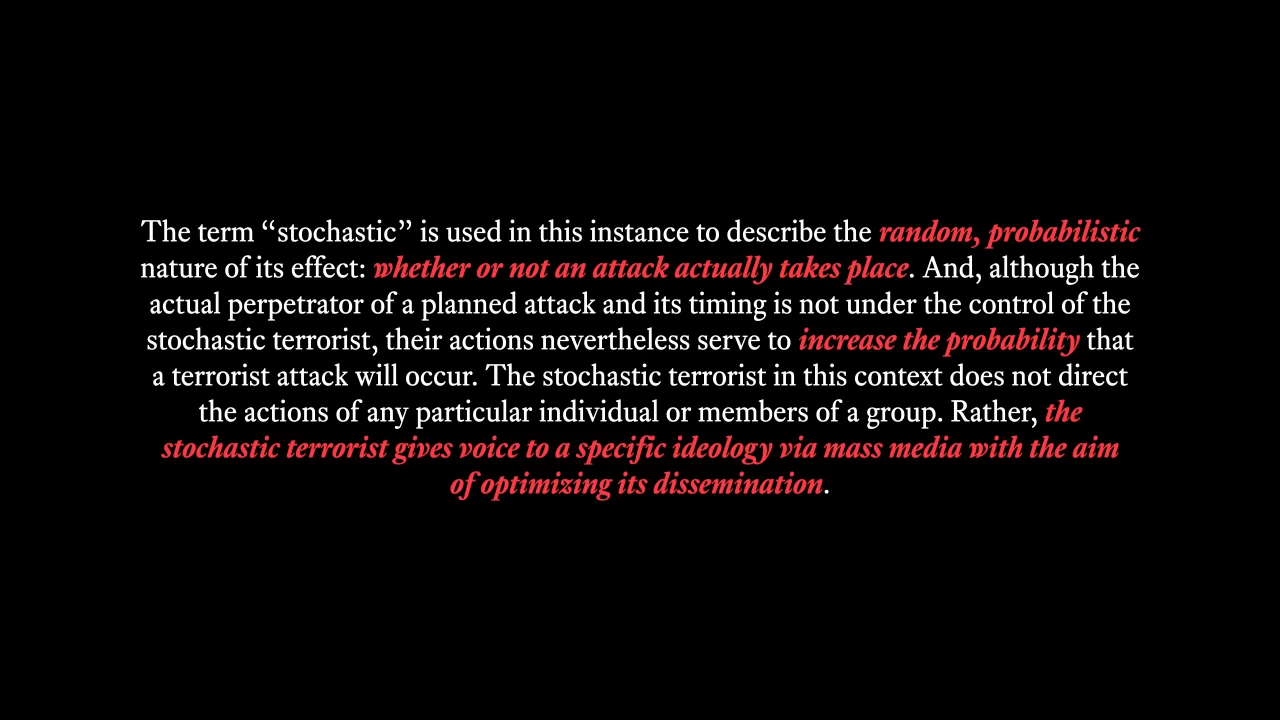 The term “stochastic” is used in this instance to describe the random, probabilistic
nature of its effect: whether or not an attack actually takes place. And, although the
actual perpetrator of a planned attack and its timing is not under the control of the
stochastic terrorist, their actions nevertheless serve to increase the probability that
a terrorist attack will occur. The stochastic terrorist in this context does not direct
the actions of any particular individual or members of a group. Rather, the
stochastic terrorist gives voice to a specific ideology via mass media with the aim
of optimizing its dissemination.